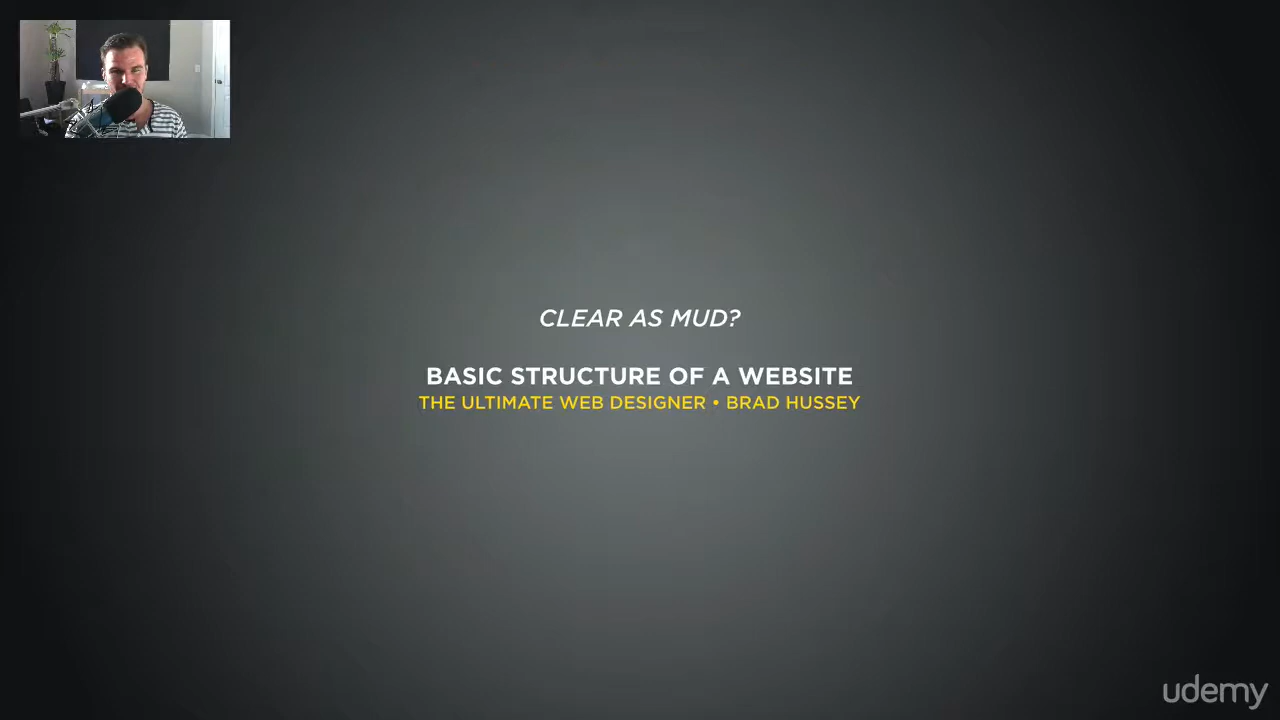 CLEAR AS MUD?
BASIC STRUCTURE OF A WEBSITE
THE ULTIMATE WEB DESIGNER • BRAD HUSSEY
udemy